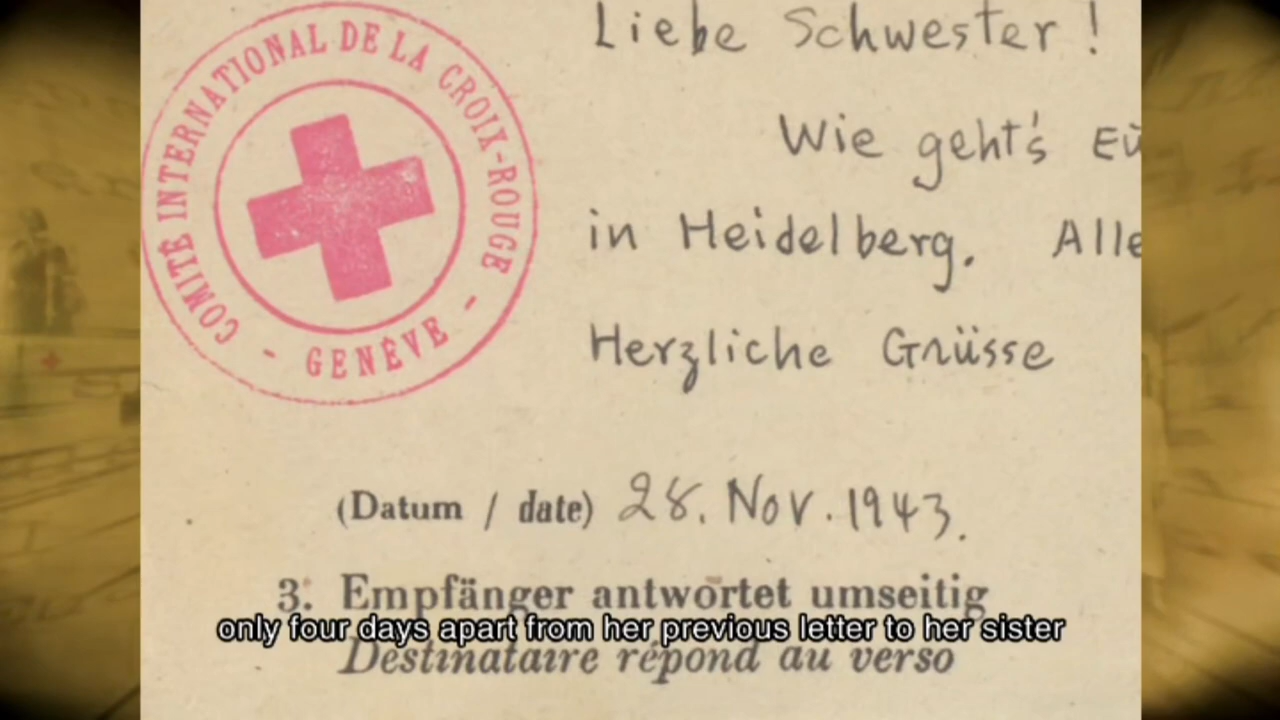 COMITÉ INTERNATIONAL DE LA CROIX-ROUGE
- GENÈVE -
Liebe Schwester!
Wie geht's
in Heidelberg.
Herzliche Grüsse
(Datum / date) 28. Nov. 1943.
3. Empfänger antwortet umseitig
only four days apart from her previous letter to her sister
Destinataire répond au verso